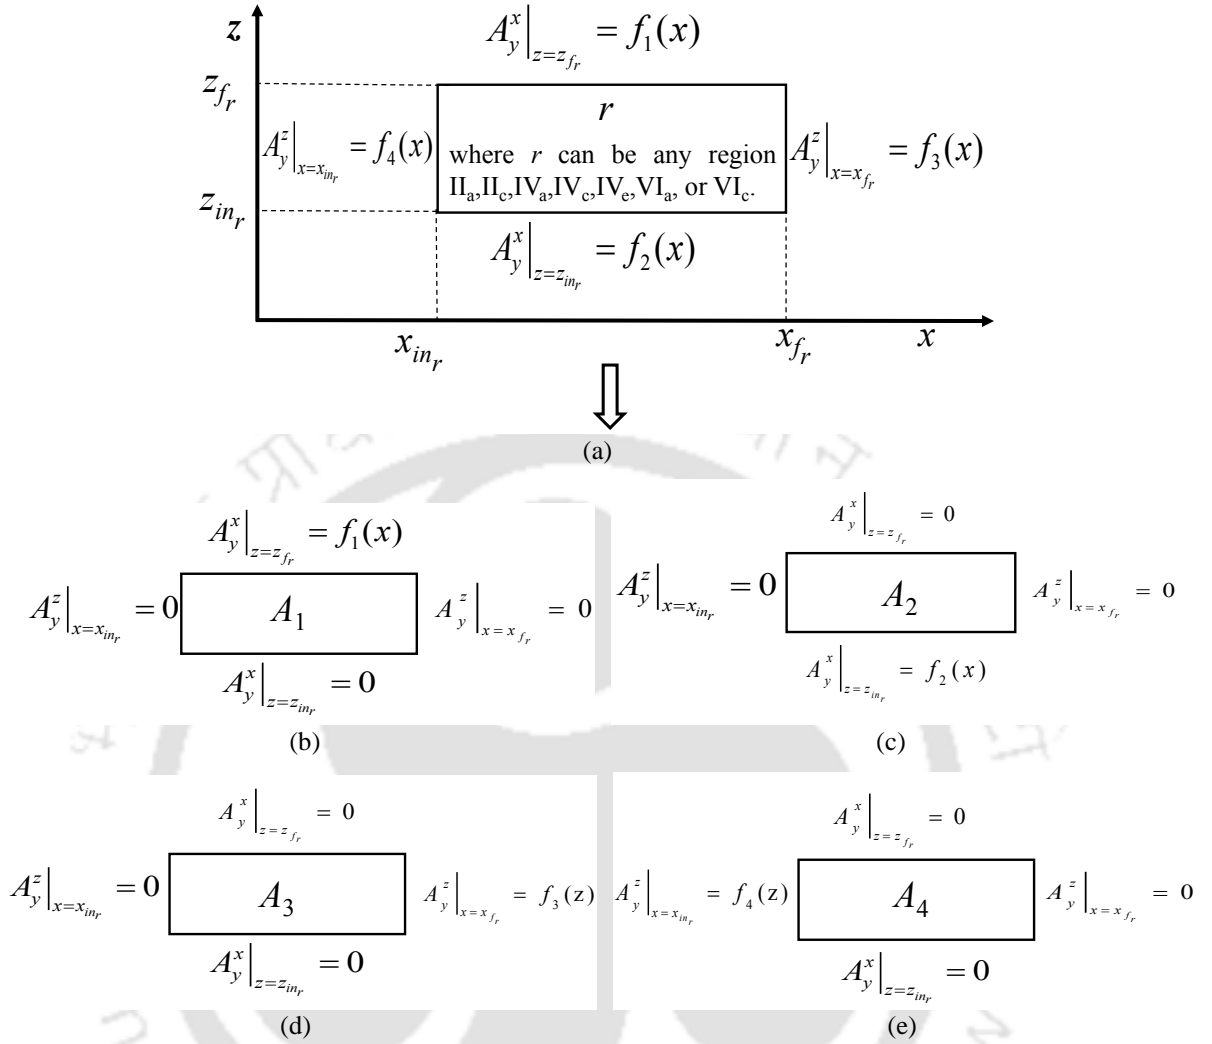 z
A_y^x|_{z=z_{f_r}} = f_1(x)
z_{f_r}
r
A_y^z|_{x=x_{in_r}} = f_4(x)
where r can be any region
II_a,II_c,IV_a,IV_c,IV_e,VI_a, or VI_c.
A_y^z|_{x=x_{f_r}} = f_3(x)
z_{in_r}
A_y^x|_{z=z_{in_r}} = f_2(x)
x_{in_r}
x_{f_r}
x
(a)
A_y^x|_{z=z_{f_r}} = f_1(x)
A_y^z|_{x=x_{in_r}} = 0
A_1
A_y^z|_{x=x_{f_r}} = 0
A_y^x|_{z=z_{in_r}} = 0
(b)
A_y^x|_{z=z_{f_r}} = 0
A_y^z|_{x=x_{in_r}} = 0
A_2
A_y^z|_{x=x_{f_r}} = 0
A_y^x|_{z=z_{in_r}} = f_2(x)
(c)
A_y^x|_{z=z_{f_r}} = 0
A_y^z|_{x=x_{in_r}} = 0
A_3
A_y^z|_{x=x_{f_r}} = f_3(z)
A_y^x|_{z=z_{in_r}} = 0
(d)
A_y^x|_{z=z_{f_r}} = 0
A_y^z|_{x=x_{in_r}} = f_4(z)
A_4
A_y^z|_{x=x_{f_r}} = 0
A_y^x|_{z=z_{in_r}} = 0
(e)